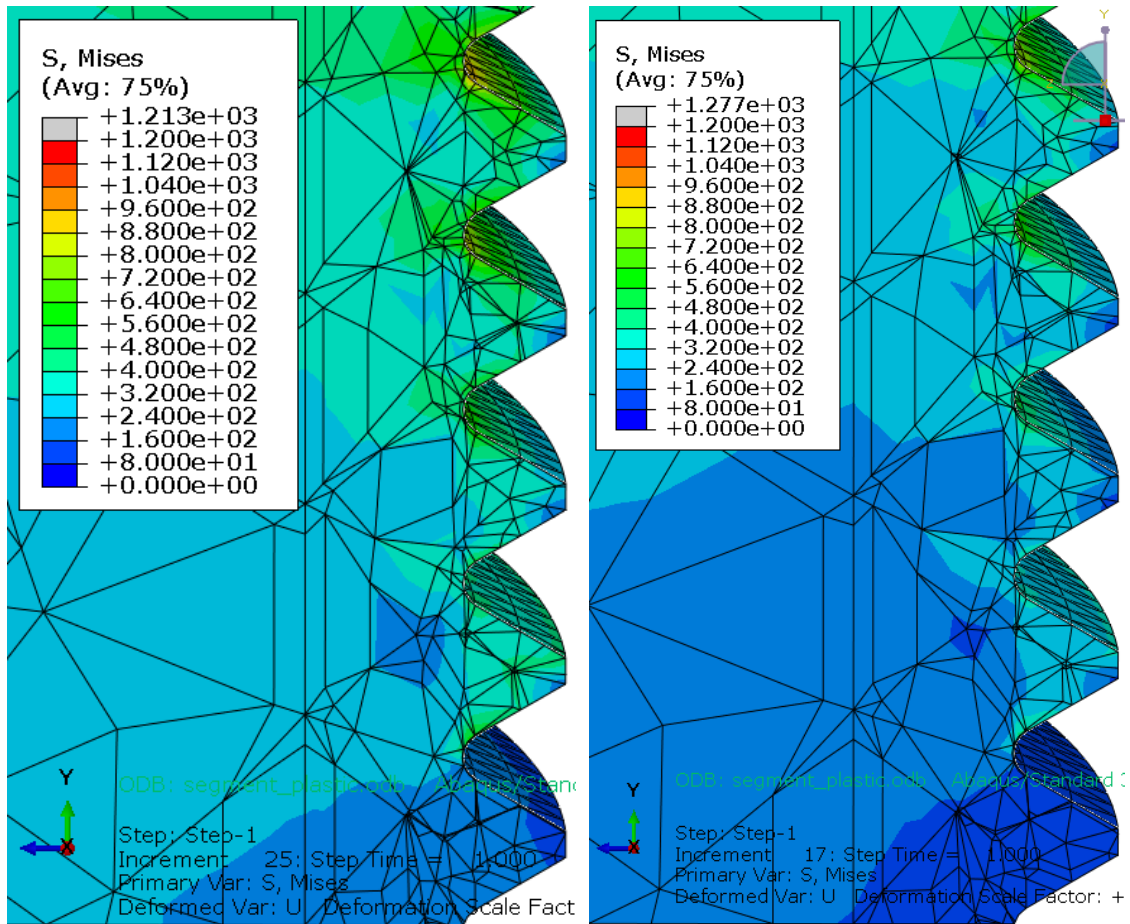 S, Mises
(Avg: 75%)
+1.213e+03
+1.200e+03
+1.120e+03
+1.040e+03
+9.600e+02
+8.800e+02
+8.000e+02
+7.200e+02
+6.400e+02
+5.600e+02
+4.800e+02
+4.000e+02
+3.200e+02
+2.400e+02
+1.600e+02
+8.000e+01
+0.000e+00
Y
X
ODB: segment_plastic.odb Abaqus/Stand
Step: Step-1
Increment 25: Step Time = 1.000
Primary Var: S, Mises
Deformed Var: U Deformation Scale Fact
S, Mises
(Avg: 75%)
+1.277e+03
+1.200e+03
+1.120e+03
+1.040e+03
+9.600e+02
+8.800e+02
+8.000e+02
+7.200e+02
+6.400e+02
+5.600e+02
+4.800e+02
+4.000e+02
+3.200e+02
+2.400e+02
+1.600e+02
+8.000e+01
+0.000e+00
Y
Y
X
ODB: segment_plastic.odb Abaqus/Standard 3
Step: Step-1
Increment 17: Step Time = 1.000
Primary Var: S, Mises
Deformed Var: U Deformation Scale Factor: +